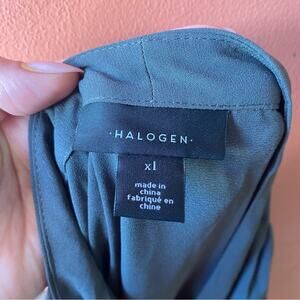 ·HALOGEN·
xl
made in
china
fabriqué en
chine